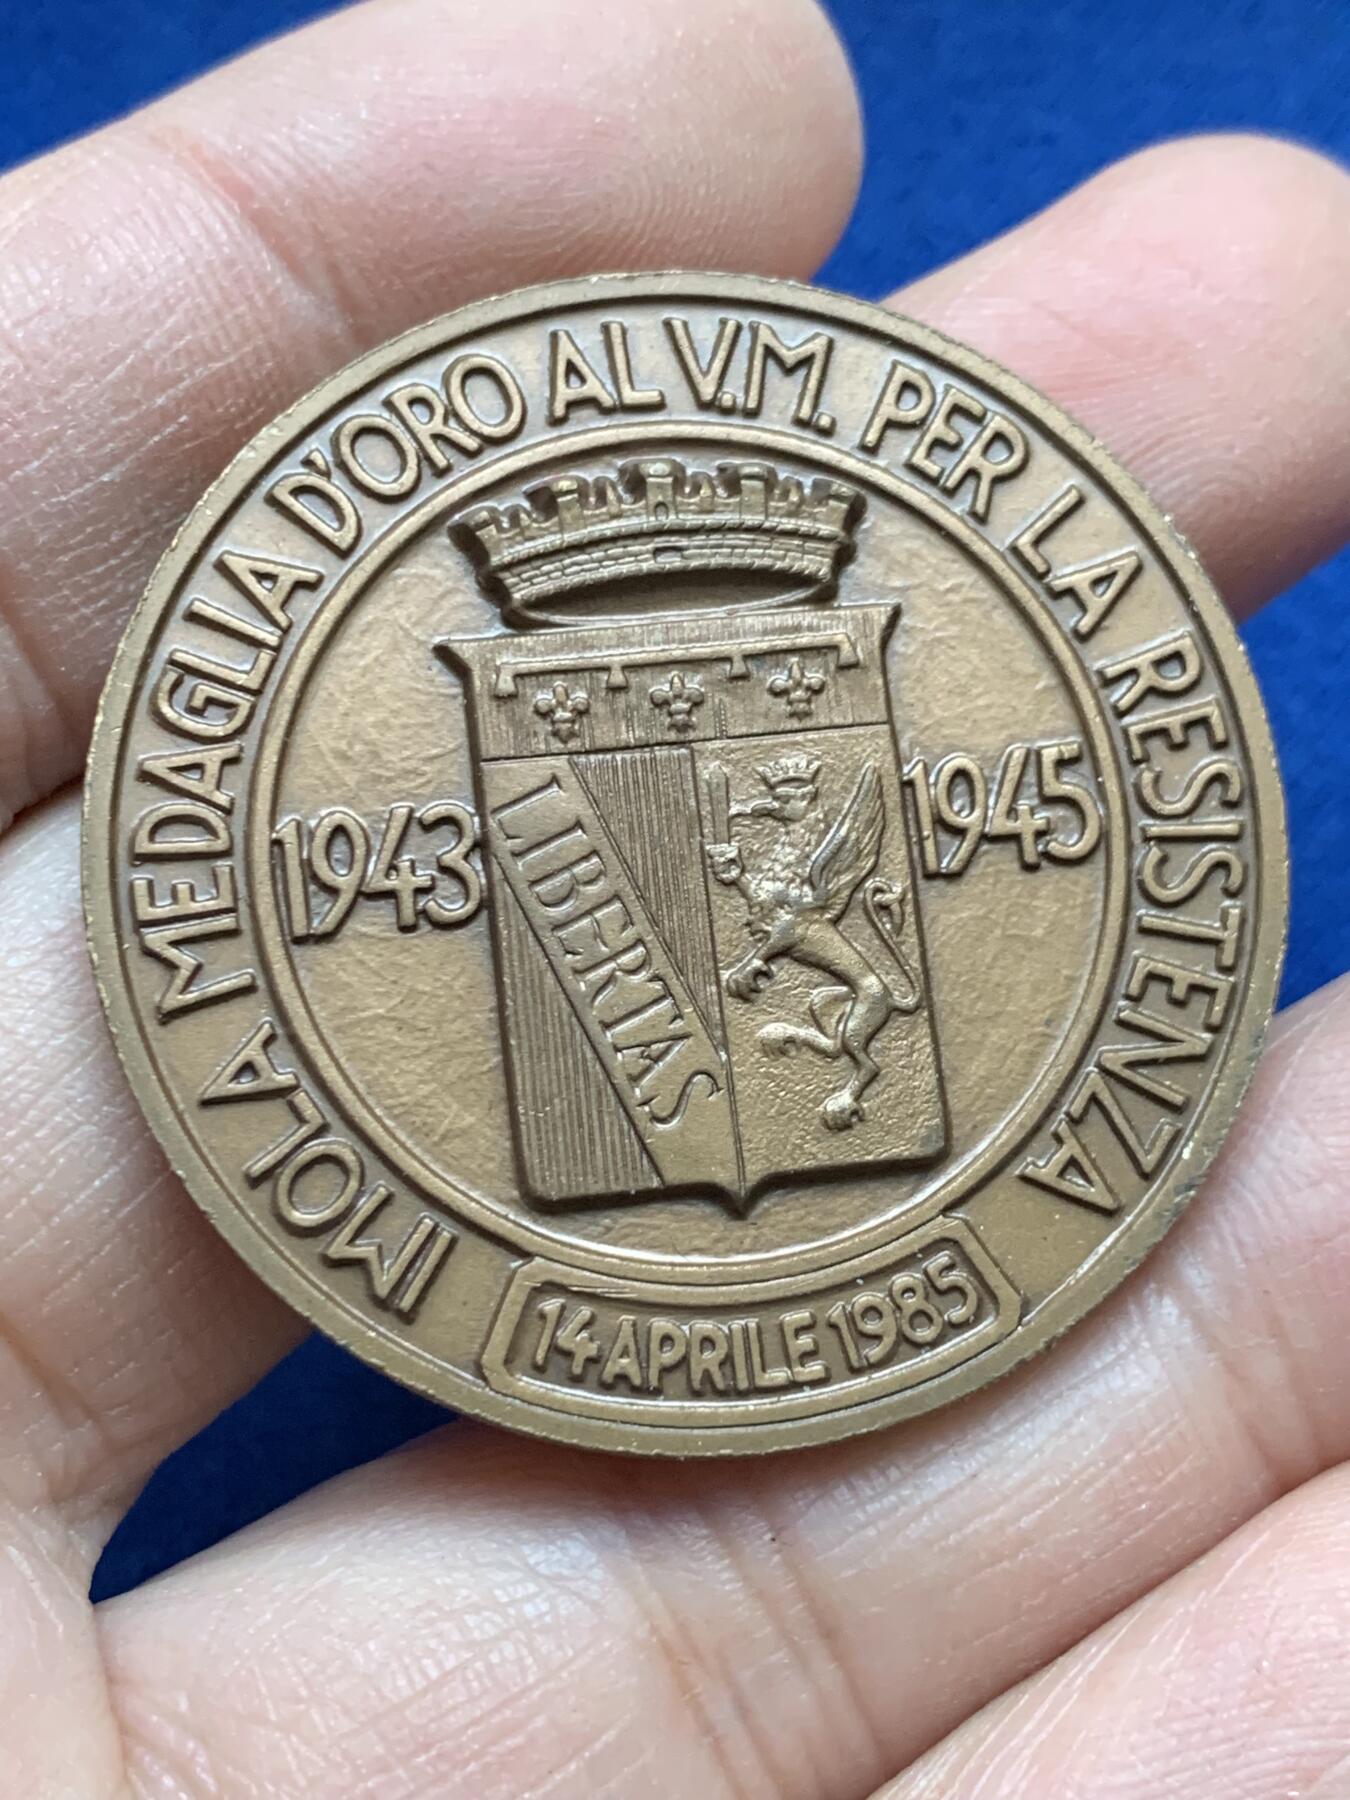 IMOLA MEDAGLIA D'ORO AL V.M. PER LA RESISTENZA
1943
1945
LIBERTAS
14 APRILE 1985